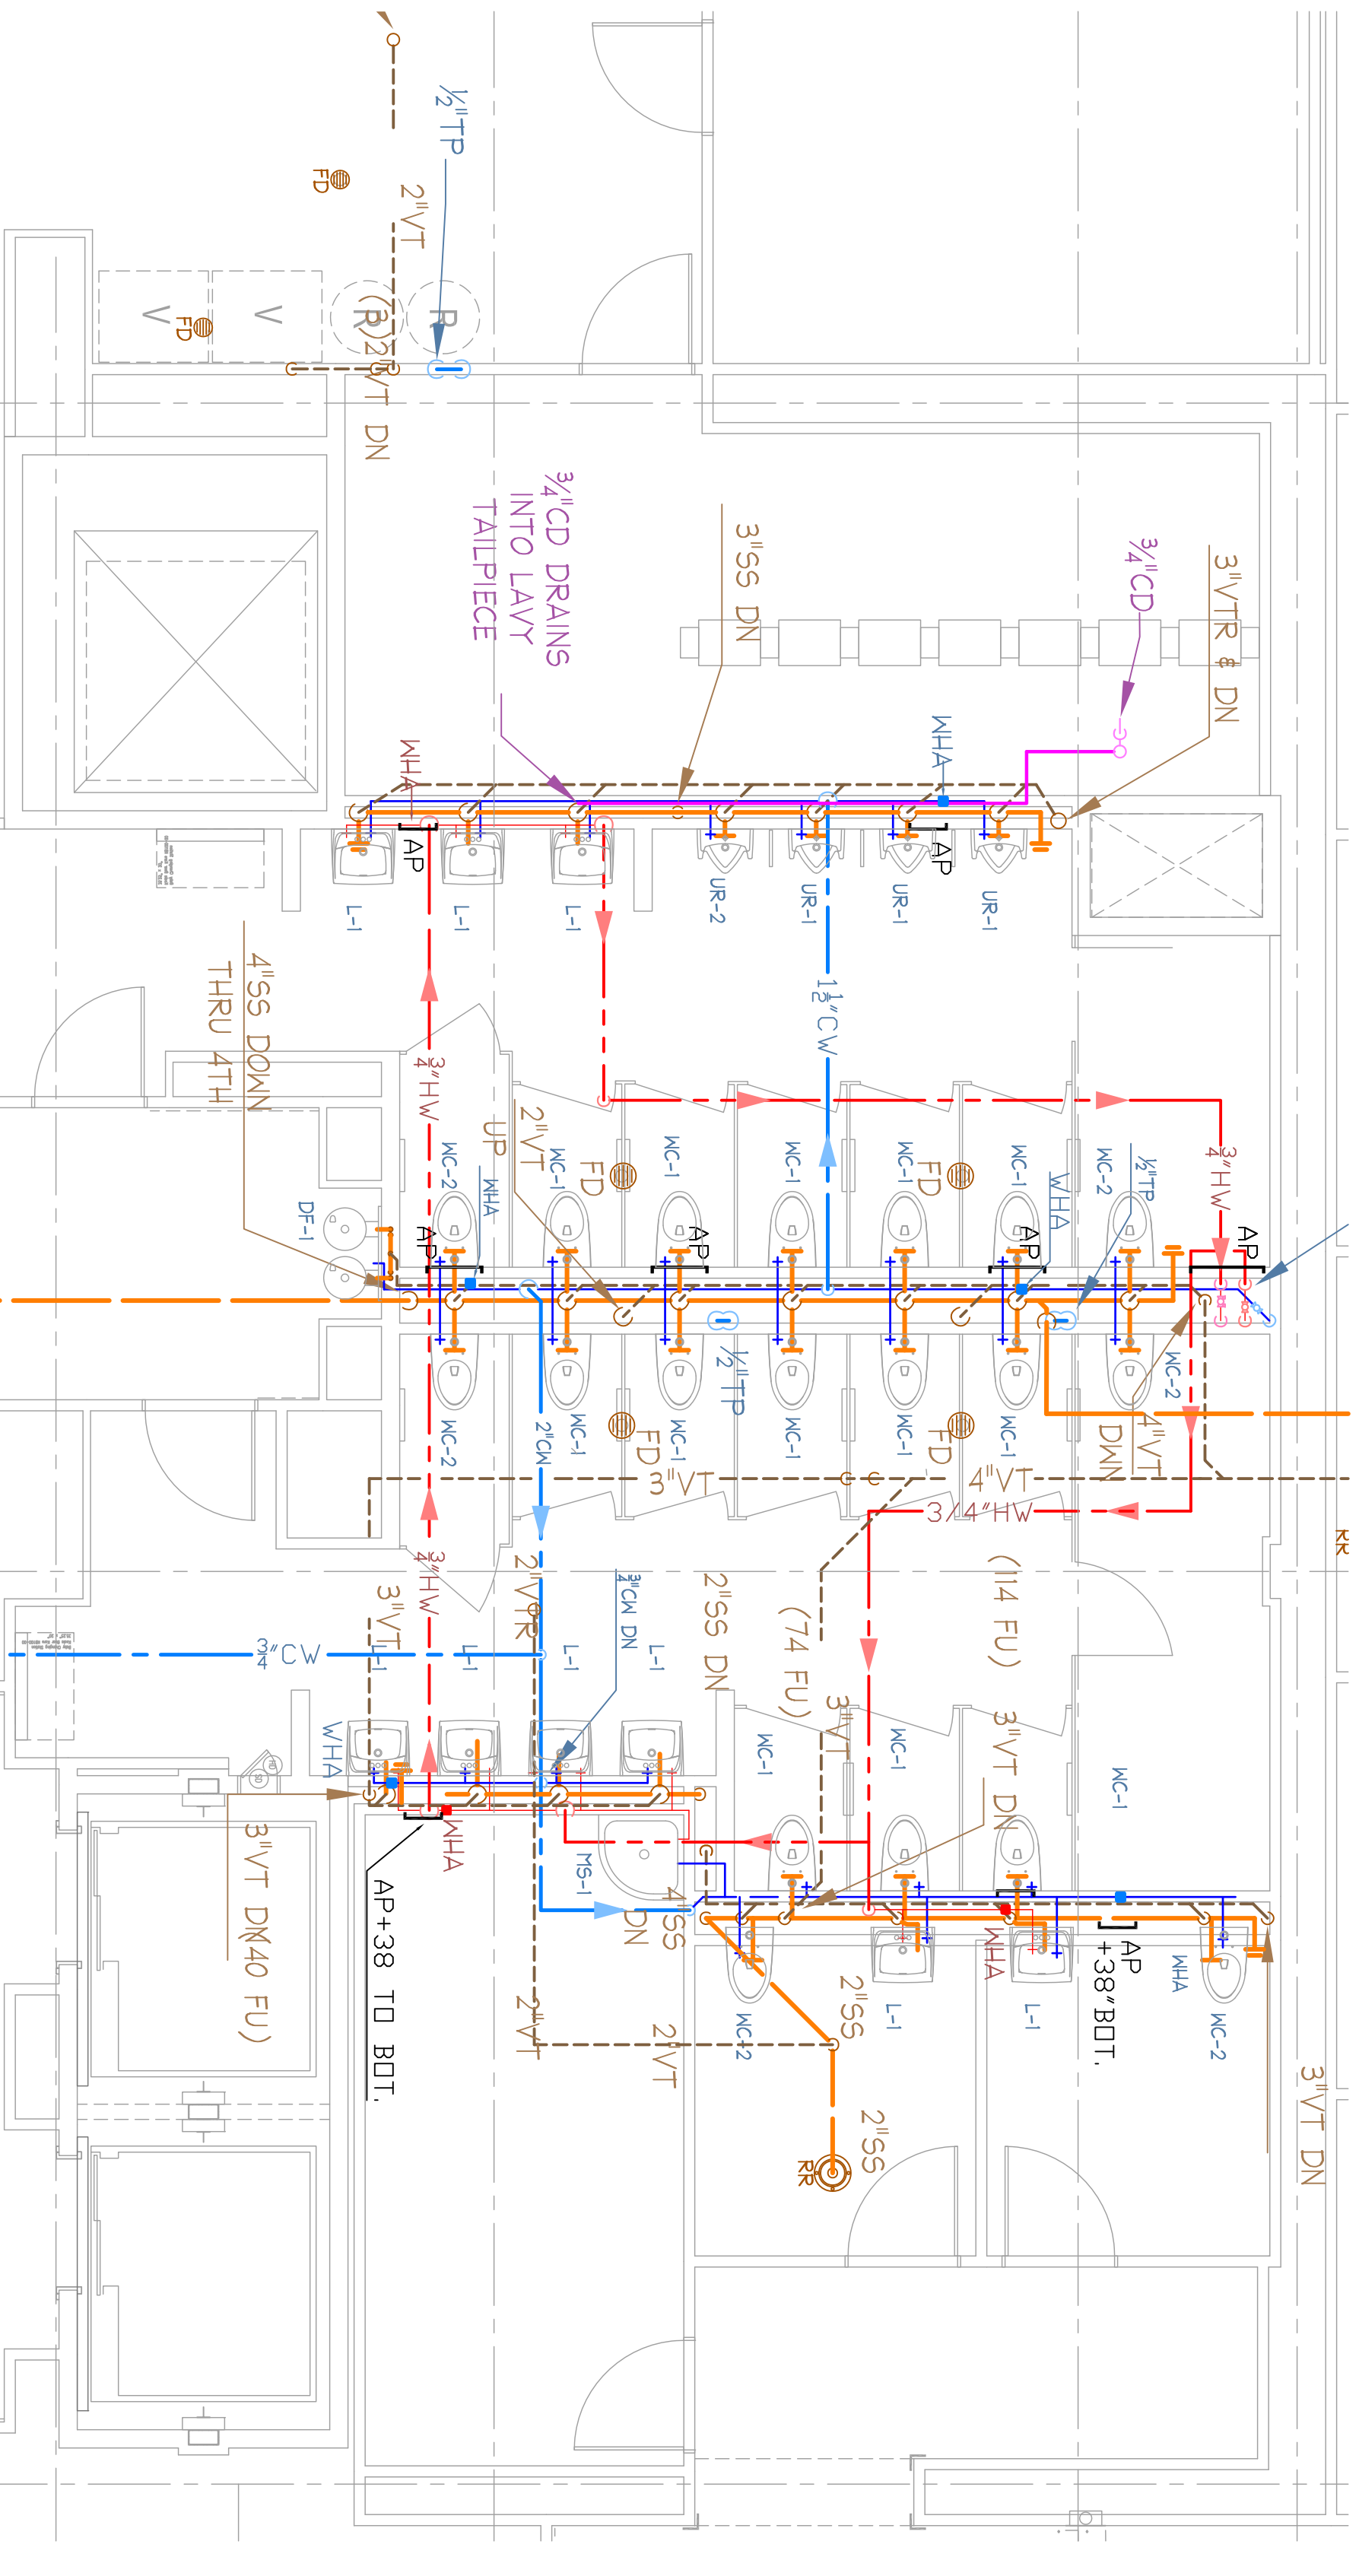 ½"TP
FD
2"VT
V
V
R
R
FD
(3)2"VT DN
¾"CD DRAINS
INTO LAVY
TAILPIECE
3"SS DN
¾"CD
3"VTR & DN
WHA
WHA
AP
AP
L-1
L-1
L-1
UR-2
UR-1
UR-1
UR-1
4"SS DOWN
THRU 4TH
1½"CW
¾"HW
2"VT
UP
WC-2
WC-1
WC-1
WC-1
WC-1
WC-1
WC-2
½"TP
¾"HW
FD
FD
WHA
WHA
DF-1
AP
AP
AP
AP
½"TP
WC-2
WC-2
WC-1
WC-1
WC-1
WC-1
WC-1
2"CW
FD
FD
4"VT
DWN
3"VT
4"VT
3/4"HW
RR
¾"HW
3"VT
2"VTR
¾"CW DN
2"SS DN
(74 FU)
(114 FU)
¾"CW
L-1
L-1
L-1
L-1
3"VT
3"VT DN
WC-1
WC-1
WC-1
WHA
HD
SD
WHA
3"VT DN
(40 FU)
AP+38 TO BOT.
MS-1
4"SS
DN
WHA
AP
+38"BOT.
WHA
2"SS
WC-2
L-1
L-1
WC-2
2"VT
2"VT
3"VT DN
2"SS
RR